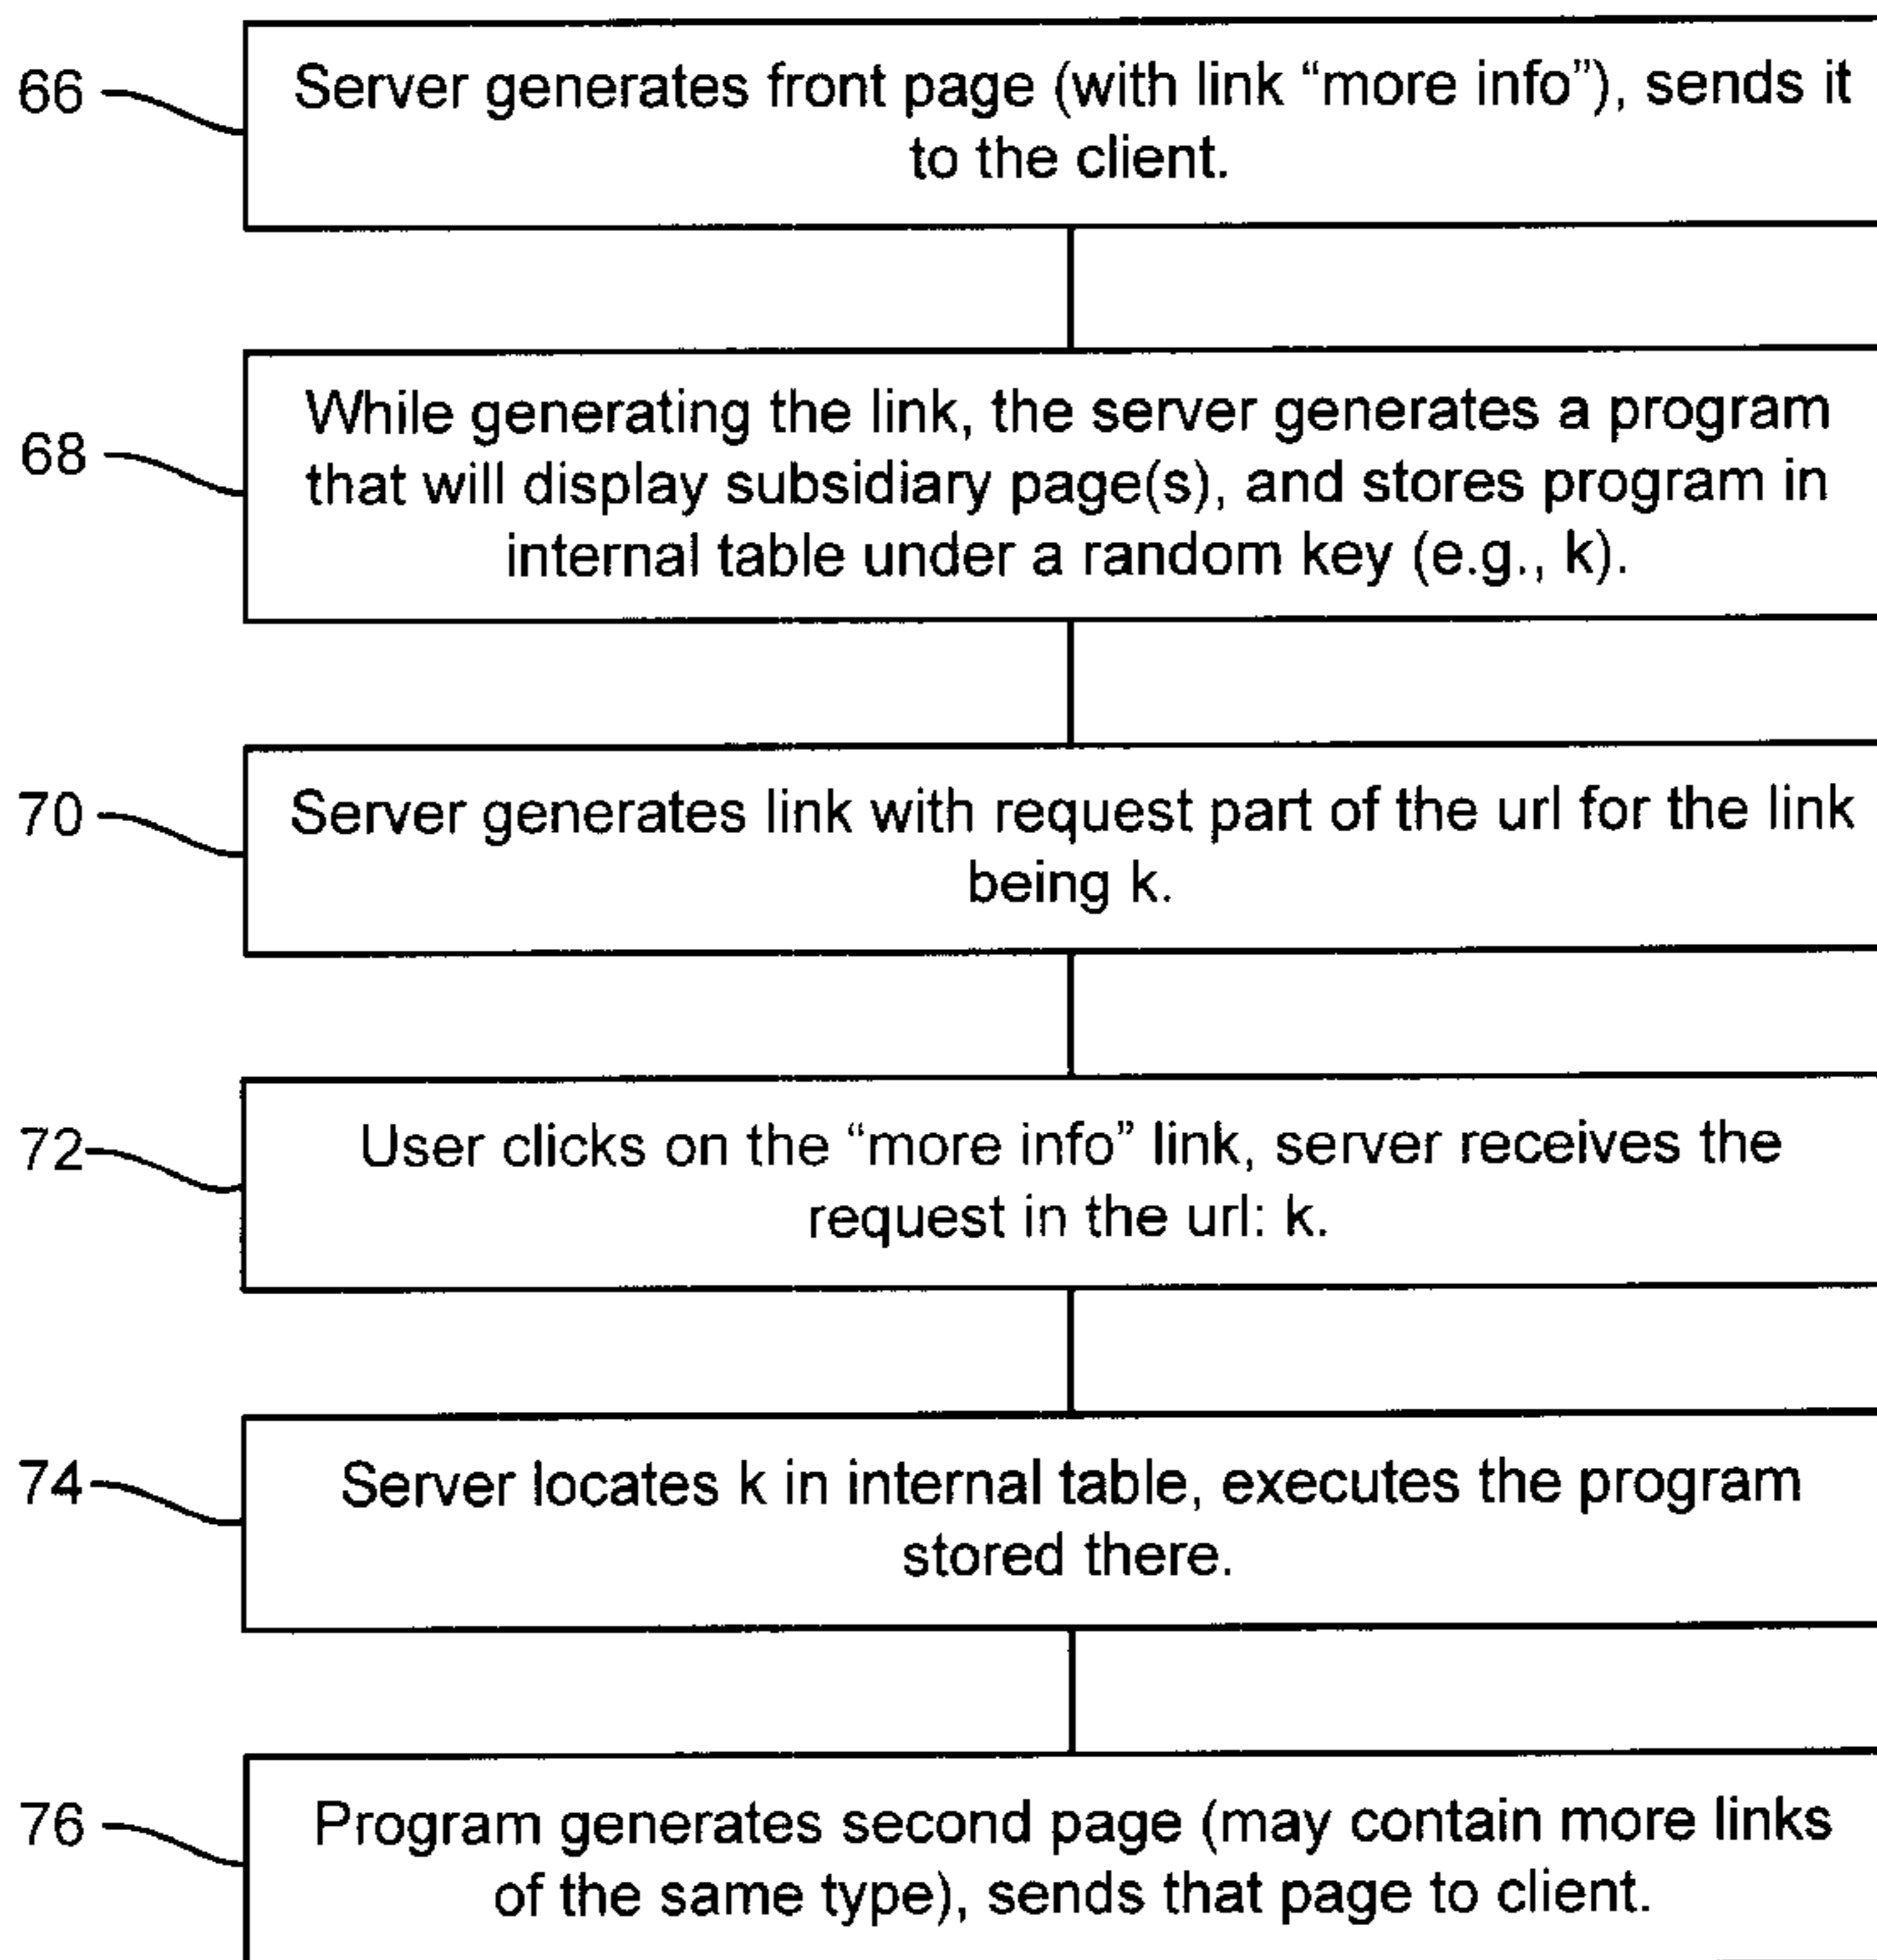 66
Server generates front page (with link “more info”), sends it
to the client.
68
While generating the link, the server generates a program
that will display subsidiary page(s), and stores program in
internal table under a random key (e.g., k).
70
Server generates link with request part of the url for the link
being k.
72
User clicks on the “more info” link, server receives the
request in the url: k.
74
Server locates k in internal table, executes the program
stored there.
76
Program generates second page (may contain more links
of the same type), sends that page to client.